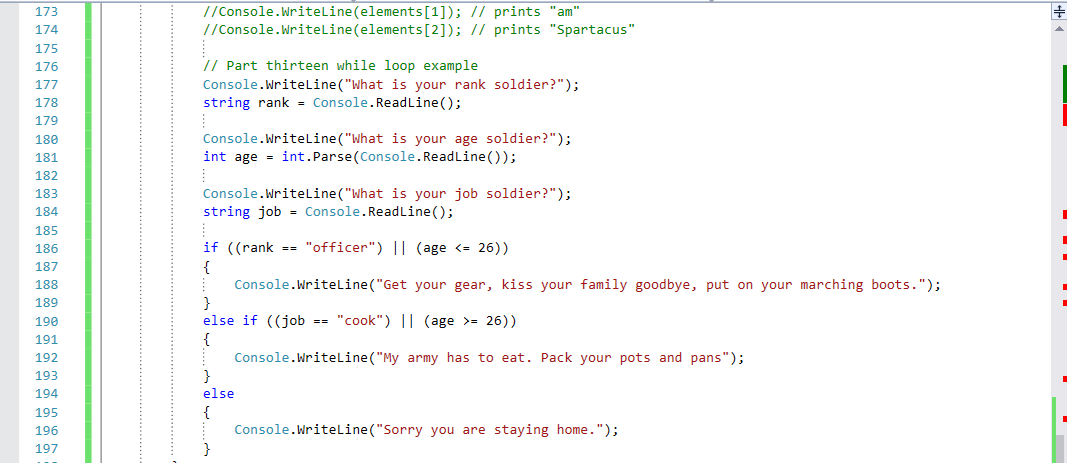 173 //Console.WriteLine(elements[1]); // prints "am"
174 //Console.WriteLine(elements[2]); // prints "Spartacus"
175
176 // Part thirteen while loop example
177 Console.WriteLine("What is your rank soldier?");
178 string rank = Console.ReadLine();
179
180 Console.WriteLine("What is your age soldier?");
181 int age = int.Parse(Console.ReadLine());
182
183 Console.WriteLine("What is your job soldier?");
184 string job = Console.ReadLine();
185
186 if ((rank == "officer") || (age <= 26))
187 {
188 Console.WriteLine("Get your gear, kiss your family goodbye, put on your marching boots.");
189 }
190 else if ((job == "cook") || (age >= 26))
191 {
192 Console.WriteLine("My army has to eat. Pack your pots and pans");
193 }
194 else
195 {
196 Console.WriteLine("Sorry you are staying home.");
197 }